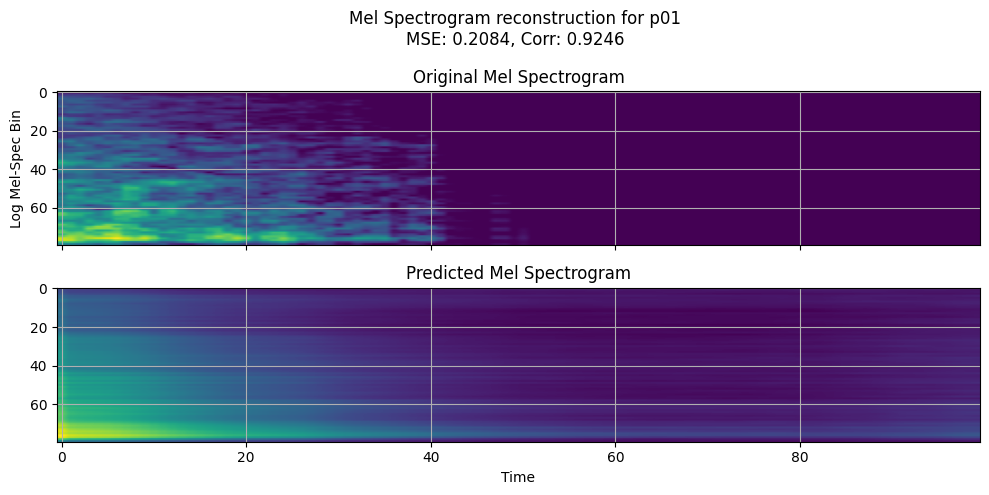 Mel Spectrogram reconstruction for p01
MSE: 0.2084, Corr: 0.9246
Original Mel Spectrogram
Log Mel-Spec Bin
0
20
40
60
Predicted Mel Spectrogram
0
20
40
60
0 20 40 60 80
Time